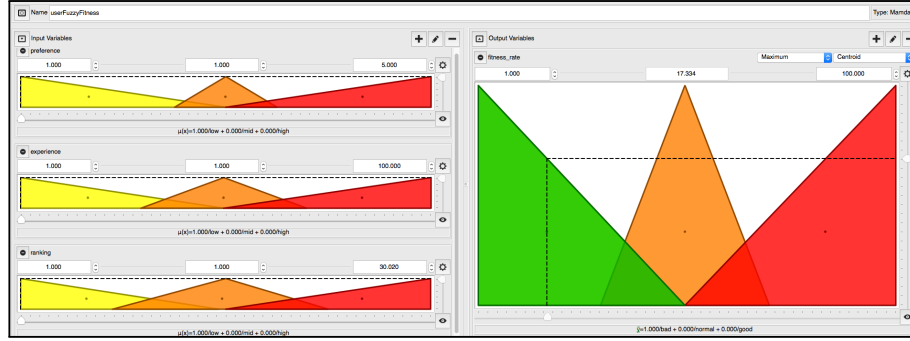 Name userFuzzyFitness
Type: Mamda
Input Variables
preference
1.000 1.000 5.000
μ(x)=1.000/low + 0.000/mid + 0.000/high
experience
1.000 1.000 100.000
μ(x)=1.000/low + 0.000/mid + 0.000/high
ranking
1.000 1.000 30.020
μ(x)=1.000/low + 0.000/mid + 0.000/high
Output Variables
fitness_rate
Maximum Centroid
1.000 17.334 100.000
ỹ=1.000/bad + 0.000/normal + 0.000/good